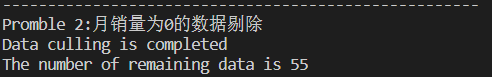 ----------------------------------------------------
Promble 2:月销量为0的数据剔除
Data culling is completed
The number of remaining data is 55